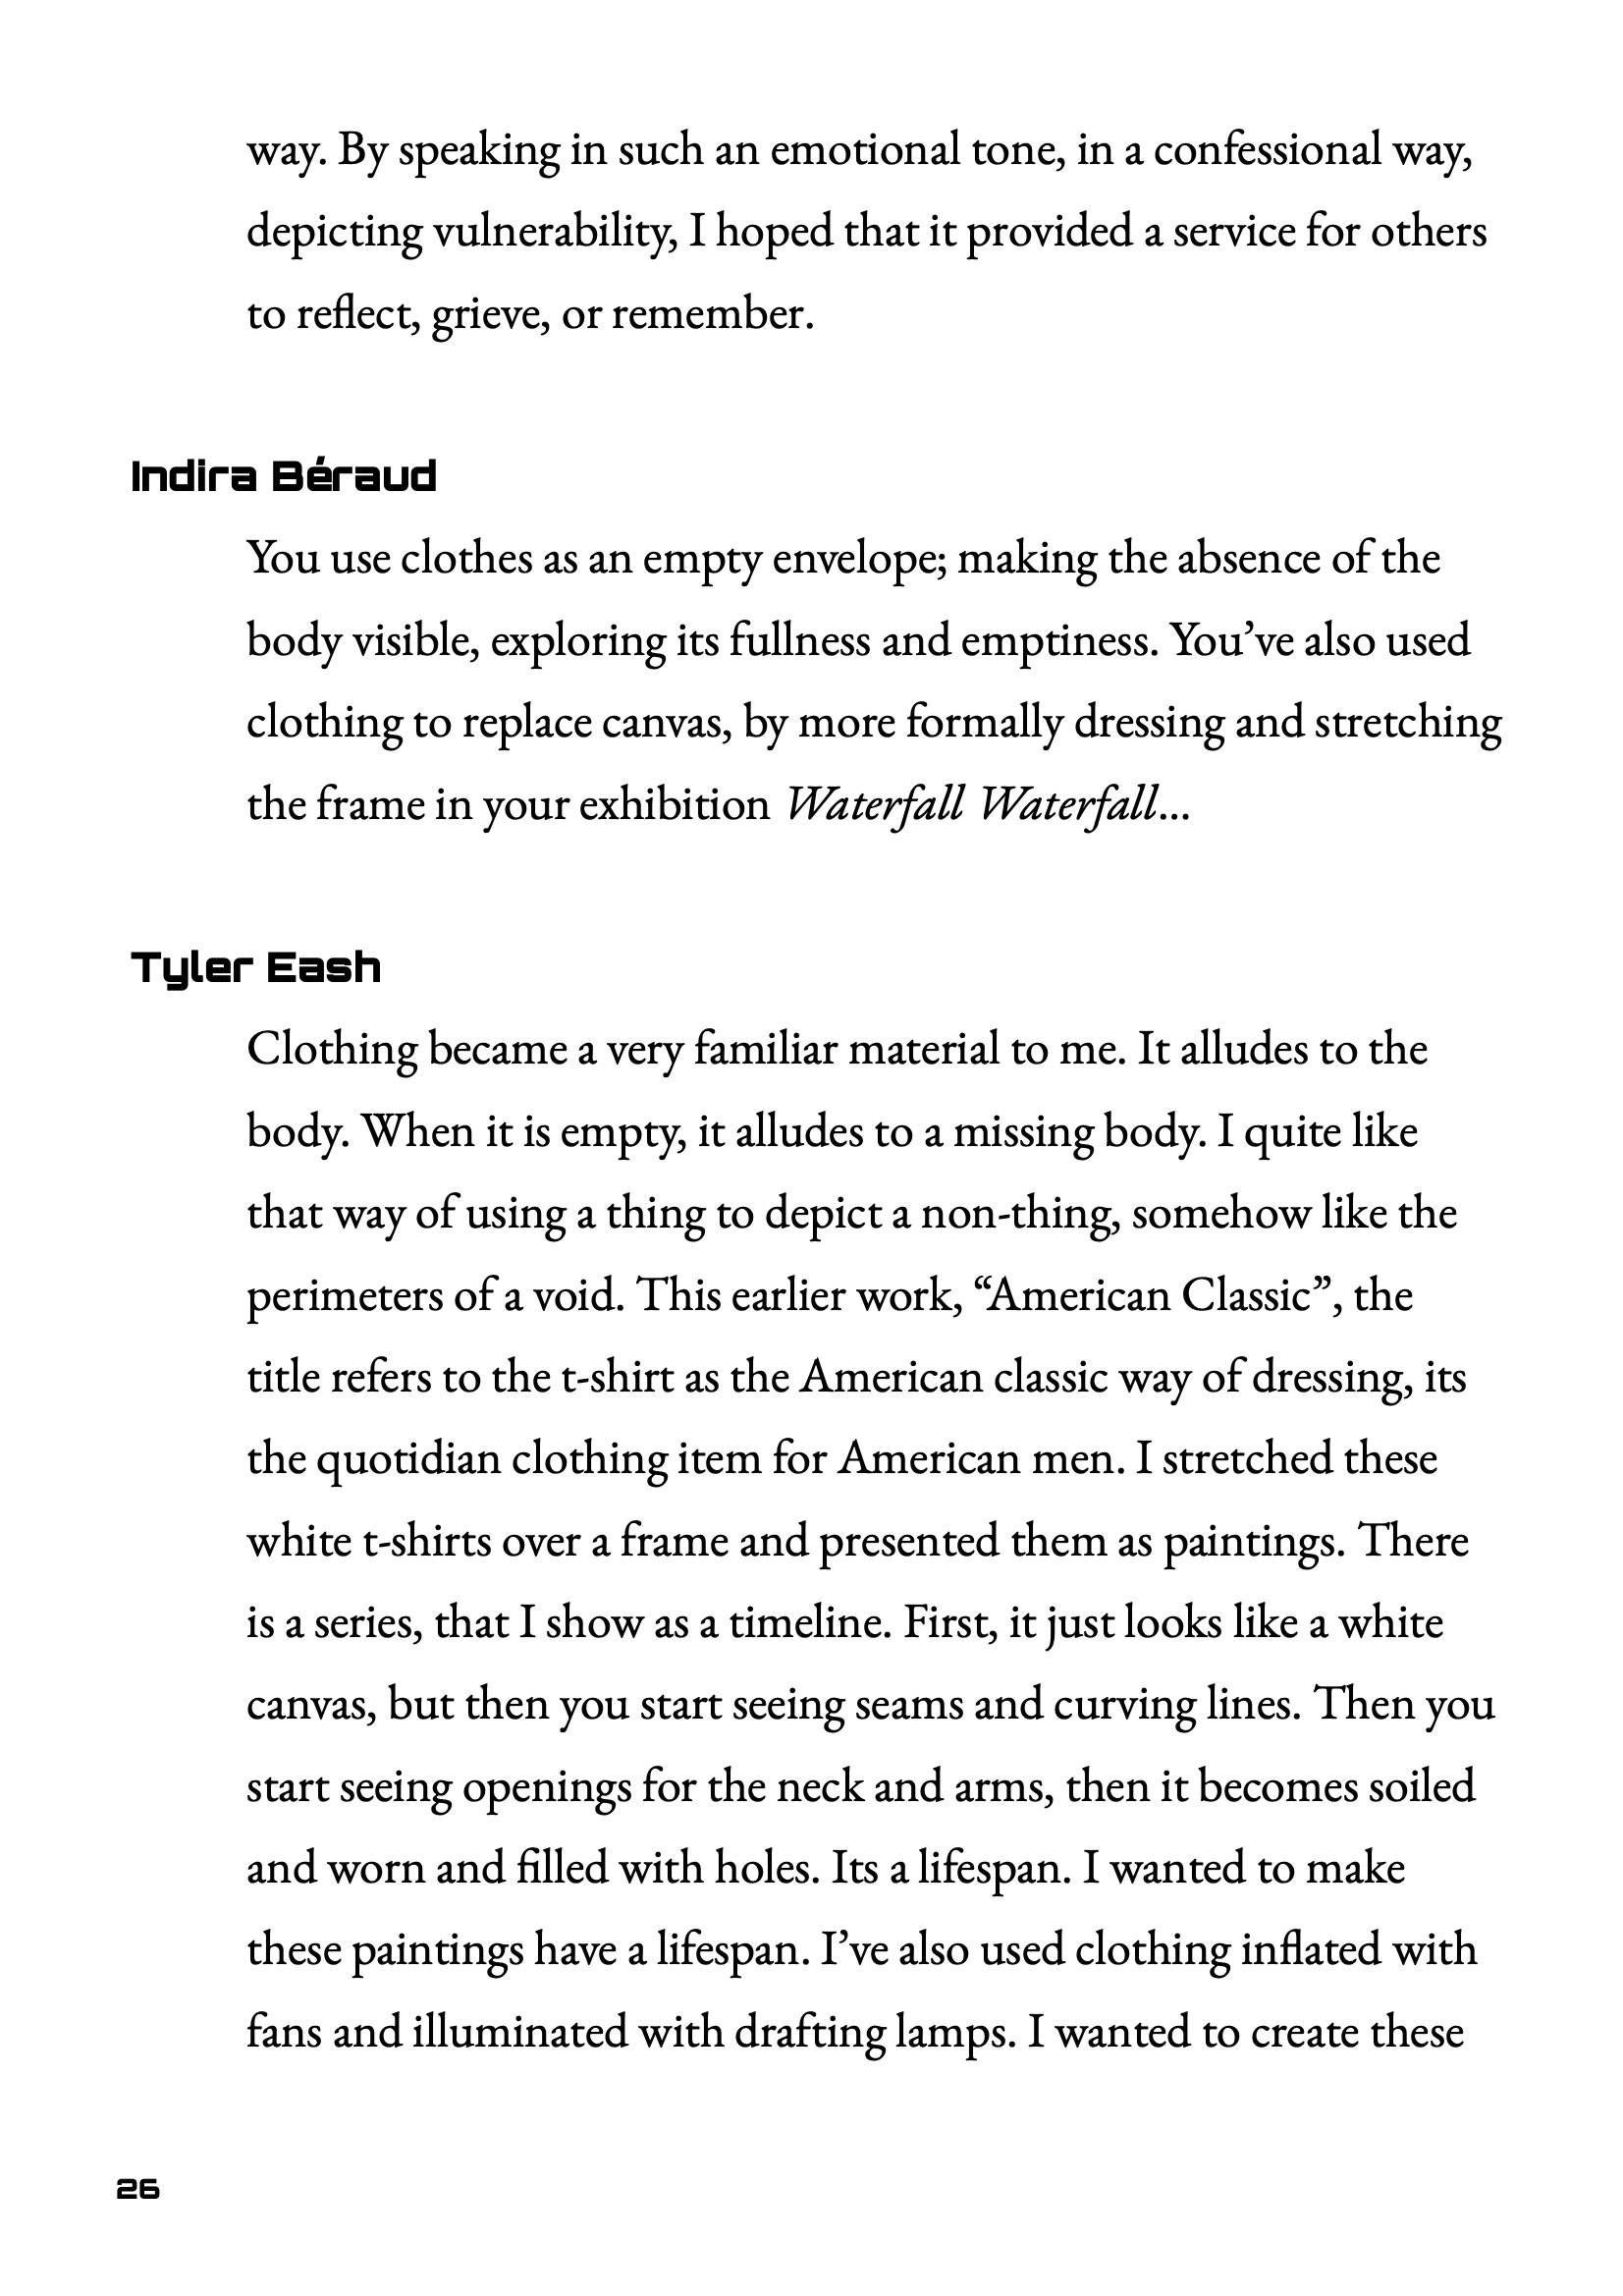 way. By speaking in such an emotional tone, in a confessional way,
depicting vulnerability, I hoped that it provided a service for others
to reflect, grieve, or remember.
Indira Béraud
You use clothes as an empty envelope; making the absence of the
body visible, exploring its fullness and emptiness. You’ve also used
clothing to replace canvas, by more formally dressing and stretching
the frame in your exhibition Waterfall Waterfall...
Tyler Eash
Clothing became a very familiar material to me. It alludes to the
body. When it is empty, it alludes to a missing body. I quite like
that way of using a thing to depict a non-thing, somehow like the
perimeters of a void. This earlier work, “American Classic”, the
title refers to the t-shirt as the American classic way of dressing, its
the quotidian clothing item for American men. I stretched these
white t-shirts over a frame and presented them as paintings. There
is a series, that I show as a timeline. First, it just looks like a white
canvas, but then you start seeing seams and curving lines. Then you
start seeing openings for the neck and arms, then it becomes soiled
and worn and filled with holes. Its a lifespan. I wanted to make
these paintings have a lifespan. I’ve also used clothing inflated with
fans and illuminated with drafting lamps. I wanted to create these
26